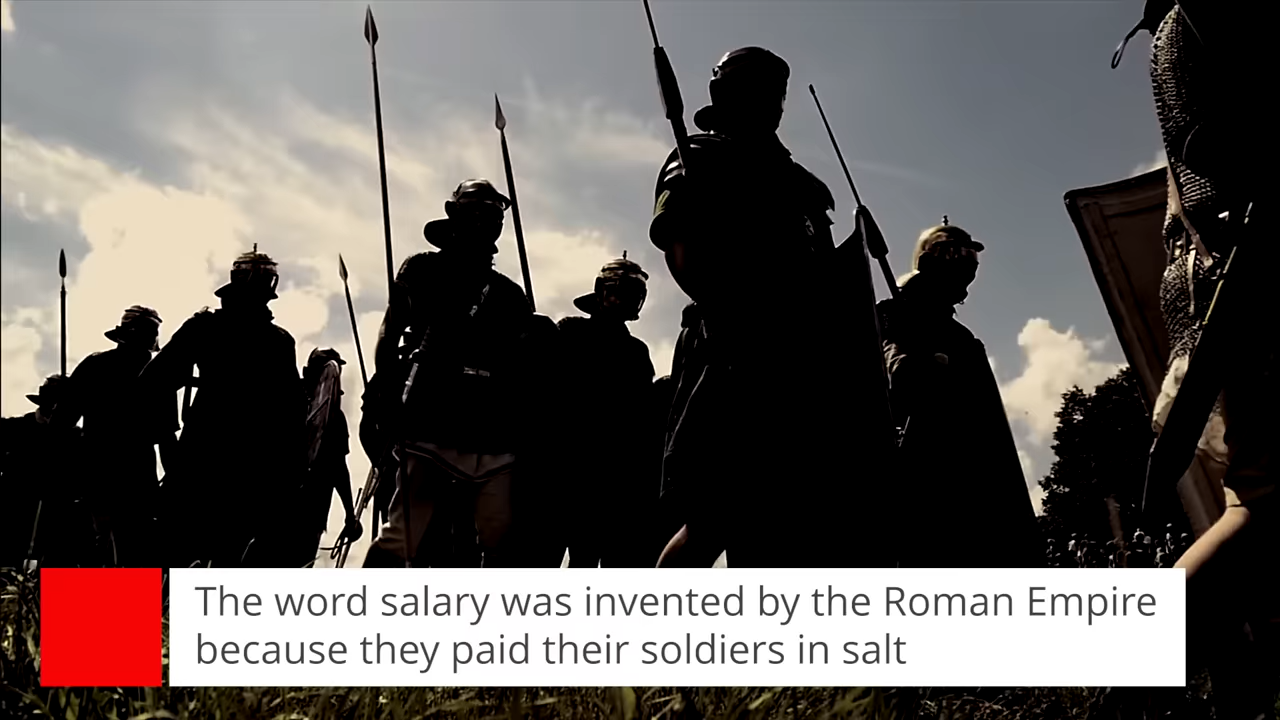 The word salary was invented by the Roman Empire
because they paid their soldiers in salt